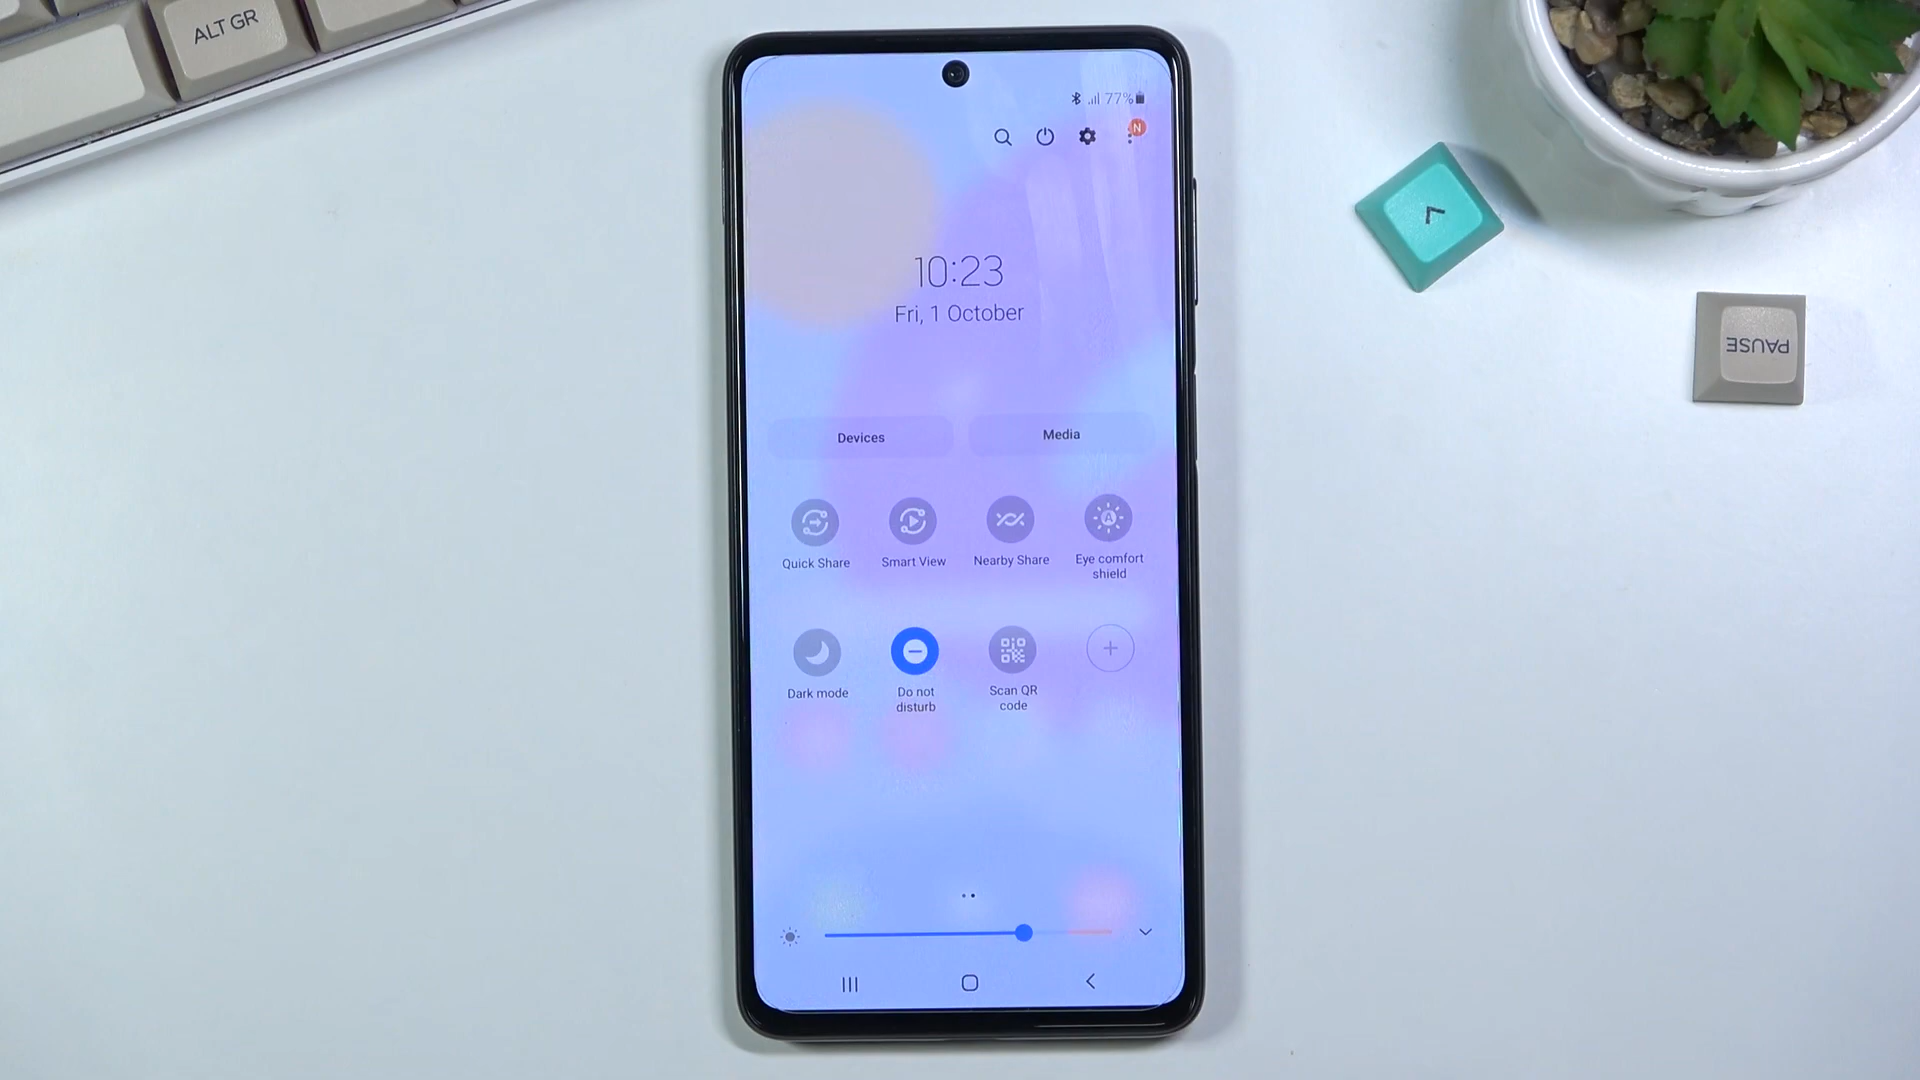 ALT GR
77%
N
10:23
Fri, 1 October
Devices
Media
Quick Share
Smart View
Nearby Share
Eye comfort
shield
Dark mode
Do not
disturb
Scan QR
code
PAUSE